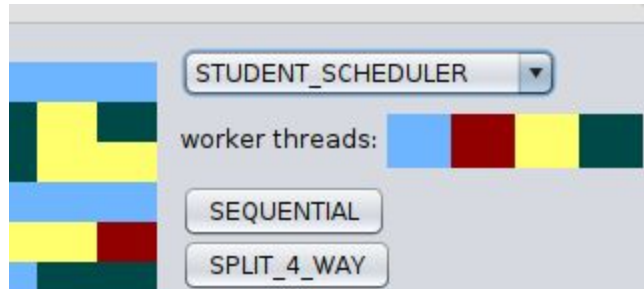 STUDENT_SCHEDULER
worker threads:
SEQUENTIAL
SPLIT_4_WAY